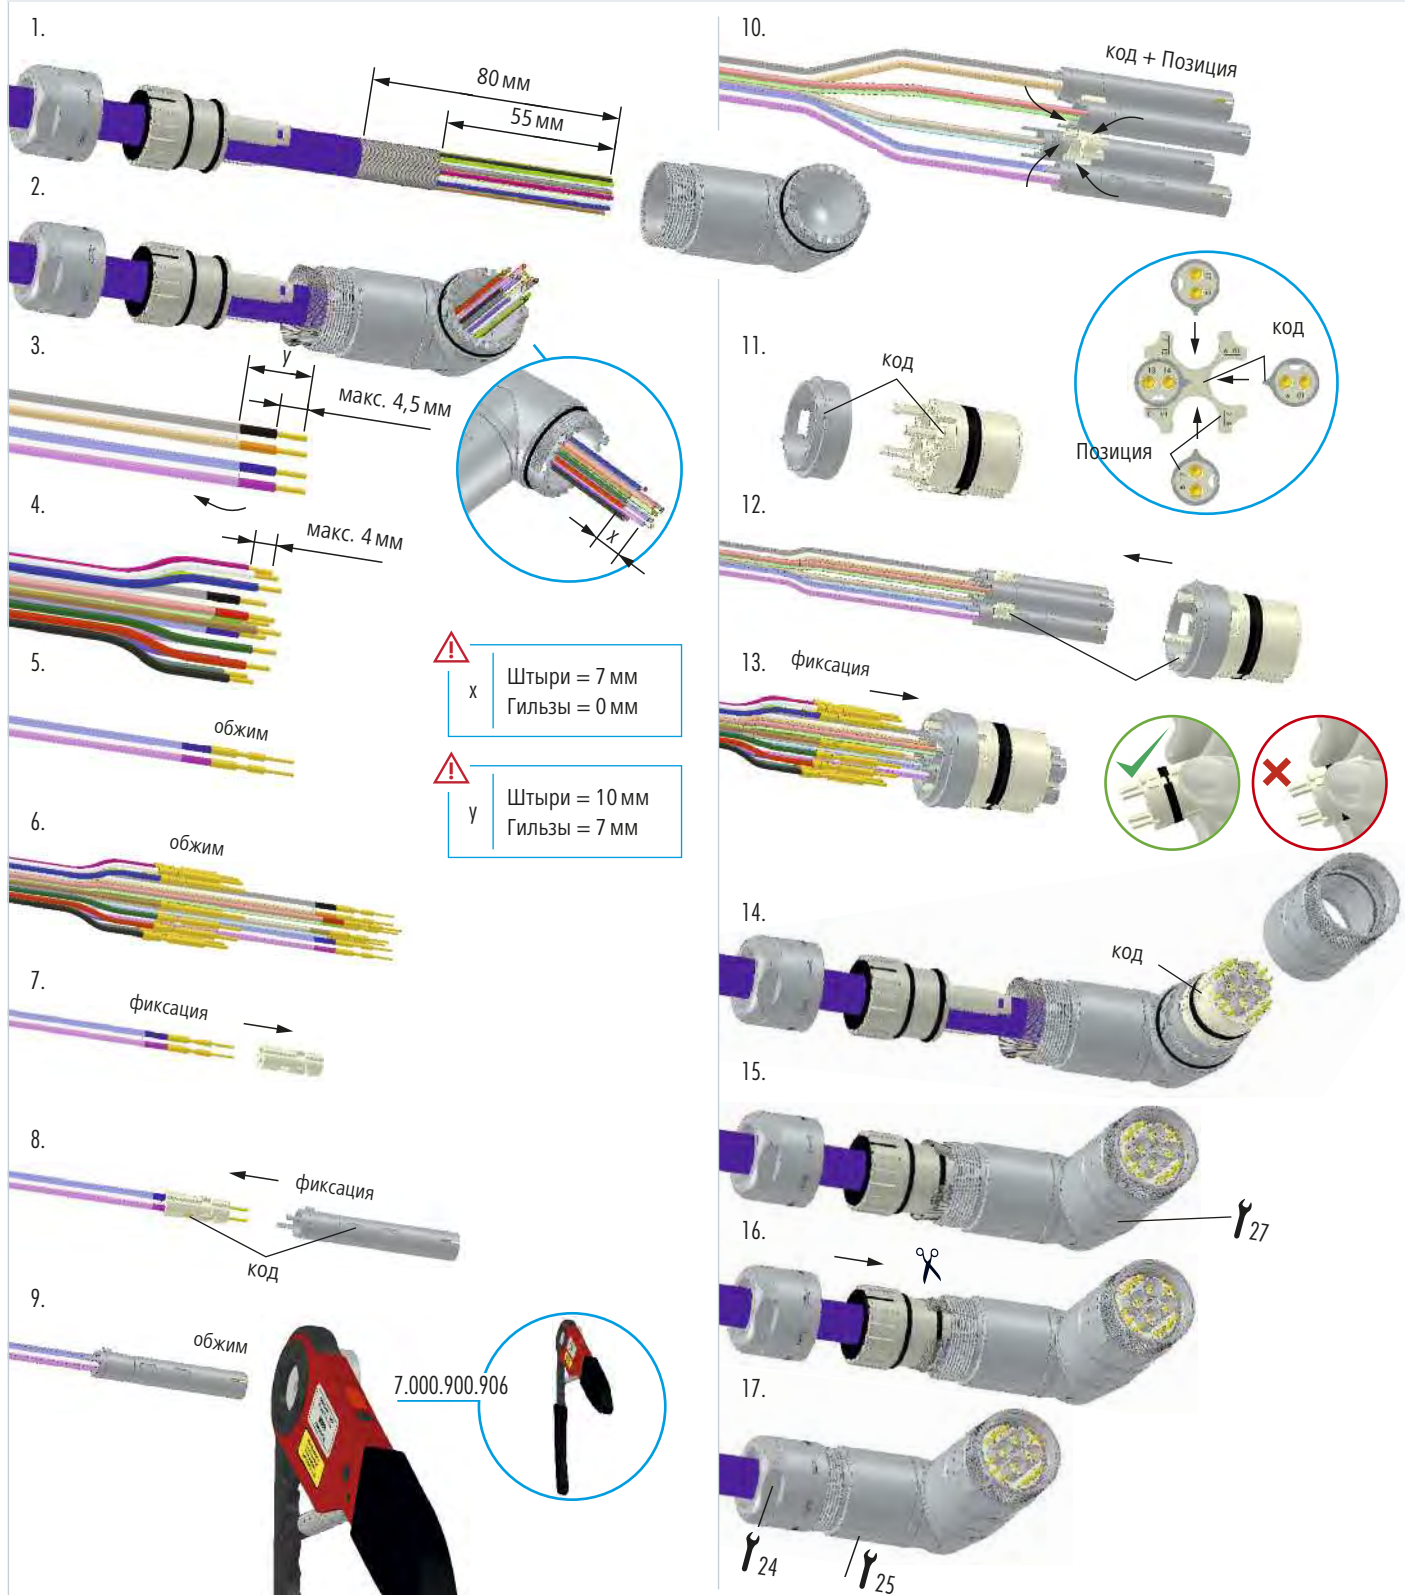 1.
80 мм
55 мм
2.
3.
y
макс. 4,5 мм
x
4.
макс. 4 мм
5.
обжим
x
Штыри = 7 мм
Гильзы = 0 мм
y
Штыри = 10 мм
Гильзы = 7 мм
6.
обжим
7.
фиксация
8.
фиксация
код
9.
обжим
7.000.900.906
10.
код + Позиция
11.
код
код
13 14
Позиция
12.
13.
фиксация
14.
код
15.
27
16.
17.
24
25